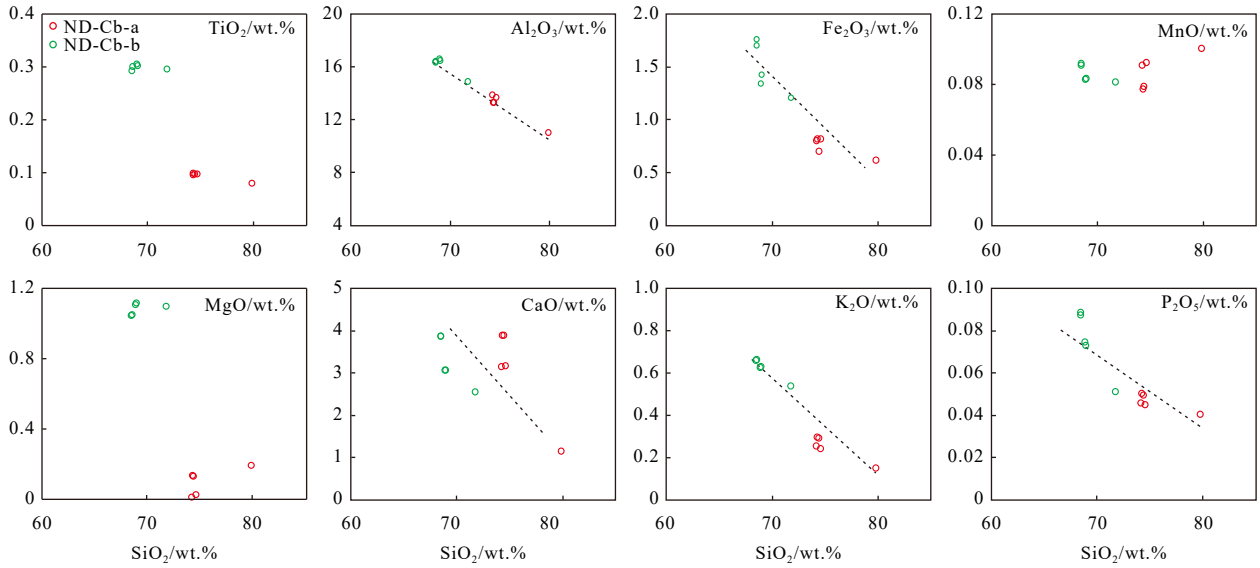 0.4
0.3
0.2
0.1
0
ND-Cb-a
ND-Cb-b
TiO₂/wt.%
60 70 80
20
16
12
8
4
Al₂O₃/wt.%
60 70 80
2.0
1.5
1.0
0.5
0
Fe₂O₃/wt.%
60 70 80
0.12
0.08
0.04
0
MnO/wt.%
60 70 80
1.2
0.8
0.4
0
MgO/wt.%
60 70 80
SiO₂/wt.%
5
4
3
2
1
0
CaO/wt.%
60 70 80
SiO₂/wt.%
1.0
0.8
0.6
0.4
0.2
0
K₂O/wt.%
60 70 80
SiO₂/wt.%
0.10
0.08
0.06
0.04
0.02
0
P₂O₅/wt.%
60 70 80
SiO₂/wt.%